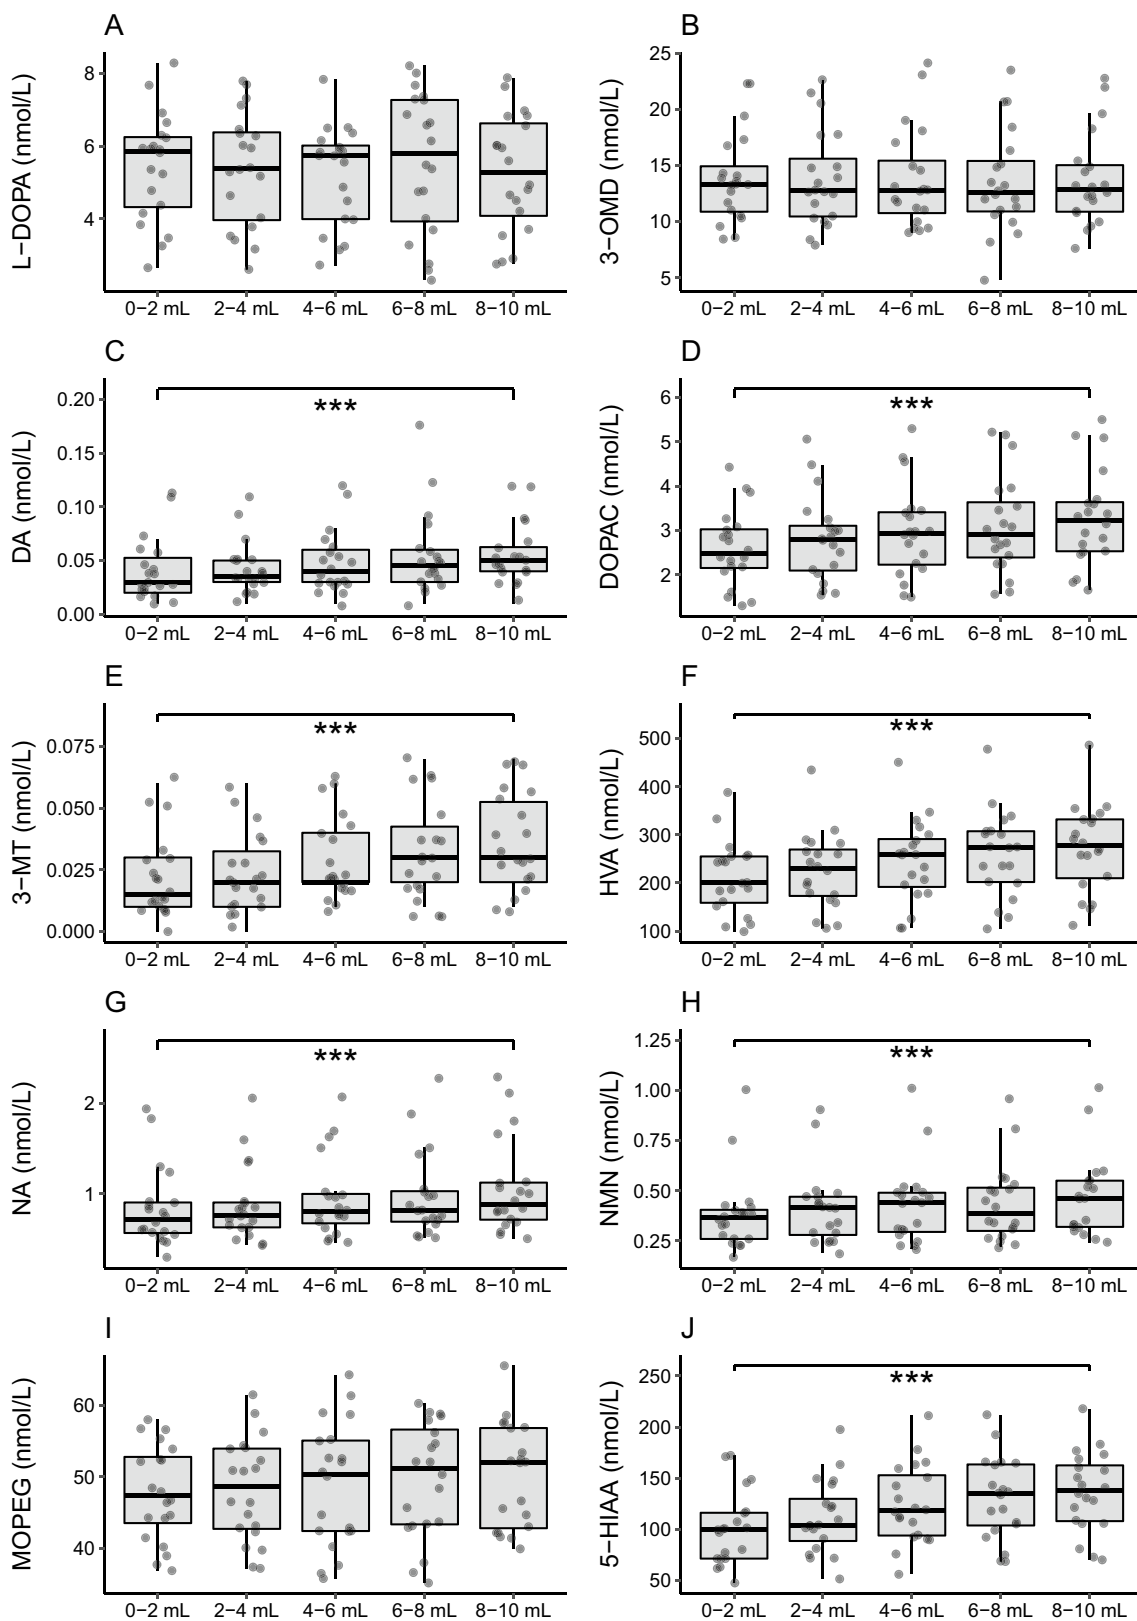 A
L−DOPA (nmol/L)
8
6
4
0−2 mL 2−4 mL 4−6 mL 6−8 mL 8−10 mL
B
3−OMD (nmol/L)
25
20
15
10
5
0−2 mL 2−4 mL 4−6 mL 6−8 mL 8−10 mL
C
DA (nmol/L)
0.20
0.15
0.10
0.05
0.00
***
0−2 mL 2−4 mL 4−6 mL 6−8 mL 8−10 mL
D
DOPAC (nmol/L)
6
5
4
3
2
***
0−2 mL 2−4 mL 4−6 mL 6−8 mL 8−10 mL
E
3−MT (nmol/L)
0.075
0.050
0.025
0.000
***
0−2 mL 2−4 mL 4−6 mL 6−8 mL 8−10 mL
F
HVA (nmol/L)
500
400
300
200
100
***
0−2 mL 2−4 mL 4−6 mL 6−8 mL 8−10 mL
G
NA (nmol/L)
2
1
***
0−2 mL 2−4 mL 4−6 mL 6−8 mL 8−10 mL
H
NMN (nmol/L)
1.25
1.00
0.75
0.50
0.25
***
0−2 mL 2−4 mL 4−6 mL 6−8 mL 8−10 mL
I
MOPEG (nmol/L)
60
50
40
0−2 mL 2−4 mL 4−6 mL 6−8 mL 8−10 mL
J
5−HIAA (nmol/L)
250
200
150
100
50
***
0−2 mL 2−4 mL 4−6 mL 6−8 mL 8−10 mL